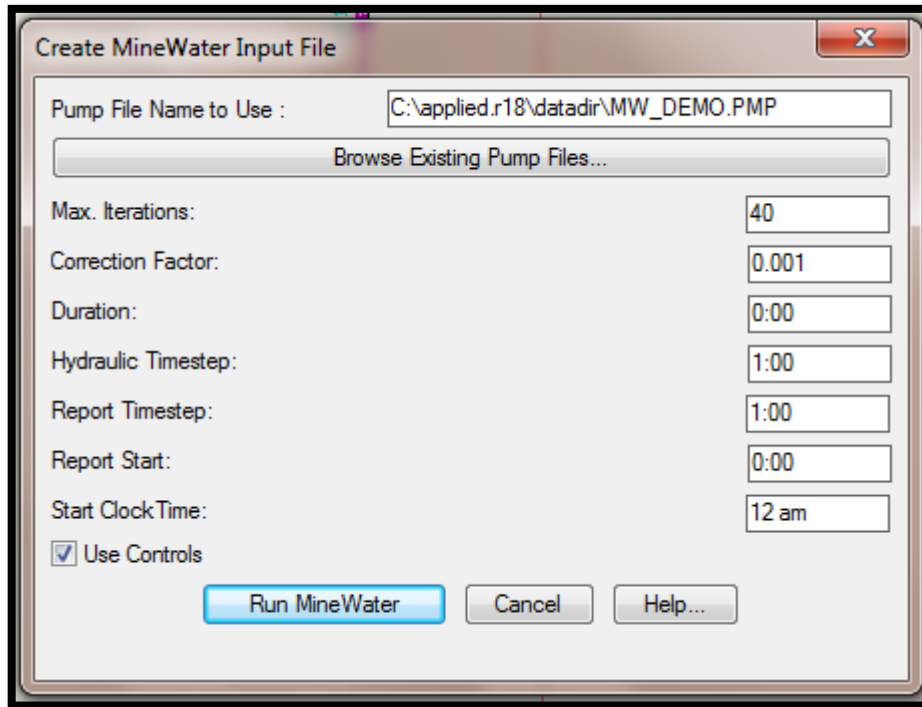 Create MineWater Input File
Pump File Name to Use : C:\applied.r18\datadir\MW_DEMO.PMP
Browse Existing Pump Files...
Max. Iterations: 40
Correction Factor: 0.001
Duration: 0:00
Hydraulic Timestep: 1:00
Report Timestep: 1:00
Report Start: 0:00
Start Clock Time: 12 am
Use Controls
Run MineWater Cancel Help...